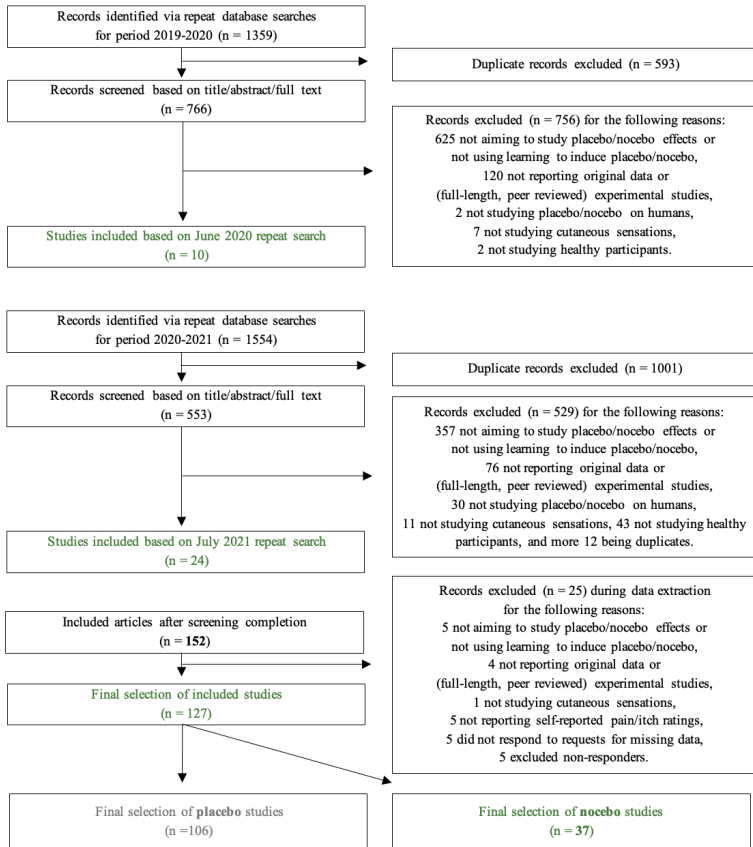 Records identified via repeat database searches
for period 2019-2020 (n = 1359)
Duplicate records excluded (n = 593)
Records screened based on title/abstract/full text
(n = 766)
Records excluded (n = 756) for the following reasons:
625 not aiming to study placebo/nocebo effects or
not using learning to induce placebo/nocebo,
120 not reporting original data or
(full-length, peer reviewed) experimental studies,
2 not studying placebo/nocebo on humans,
7 not studying cutaneous sensations,
2 not studying healthy participants.
Studies included based on June 2020 repeat search
(n = 10)
Records identified via repeat database searches
for period 2020-2021 (n = 1554)
Duplicate records excluded (n = 1001)
Records screened based on title/abstract/full text
(n = 553)
Records excluded (n = 529) for the following reasons:
357 not aiming to study placebo/nocebo effects or
not using learning to induce placebo/nocebo,
76 not reporting original data or
(full-length, peer reviewed) experimental studies,
30 not studying placebo/nocebo on humans,
11 not studying cutaneous sensations, 43 not studying healthy
participants, and more 12 being duplicates.
Studies included based on July 2021 repeat search
(n = 24)
Included articles after screening completion
(n = 152)
Records excluded (n = 25) during data extraction
for the following reasons:
5 not aiming to study placebo/nocebo effects or
not using learning to induce placebo/nocebo,
4 not reporting original data or
(full-length, peer reviewed) experimental studies,
1 not studying cutaneous sensations,
5 not reporting self-reported pain/itch ratings,
5 did not respond to requests for missing data,
5 excluded non-responders.
Final selection of included studies
(n = 127)
Final selection of placebo studies
(n =106)
Final selection of nocebo studies
(n = 37)